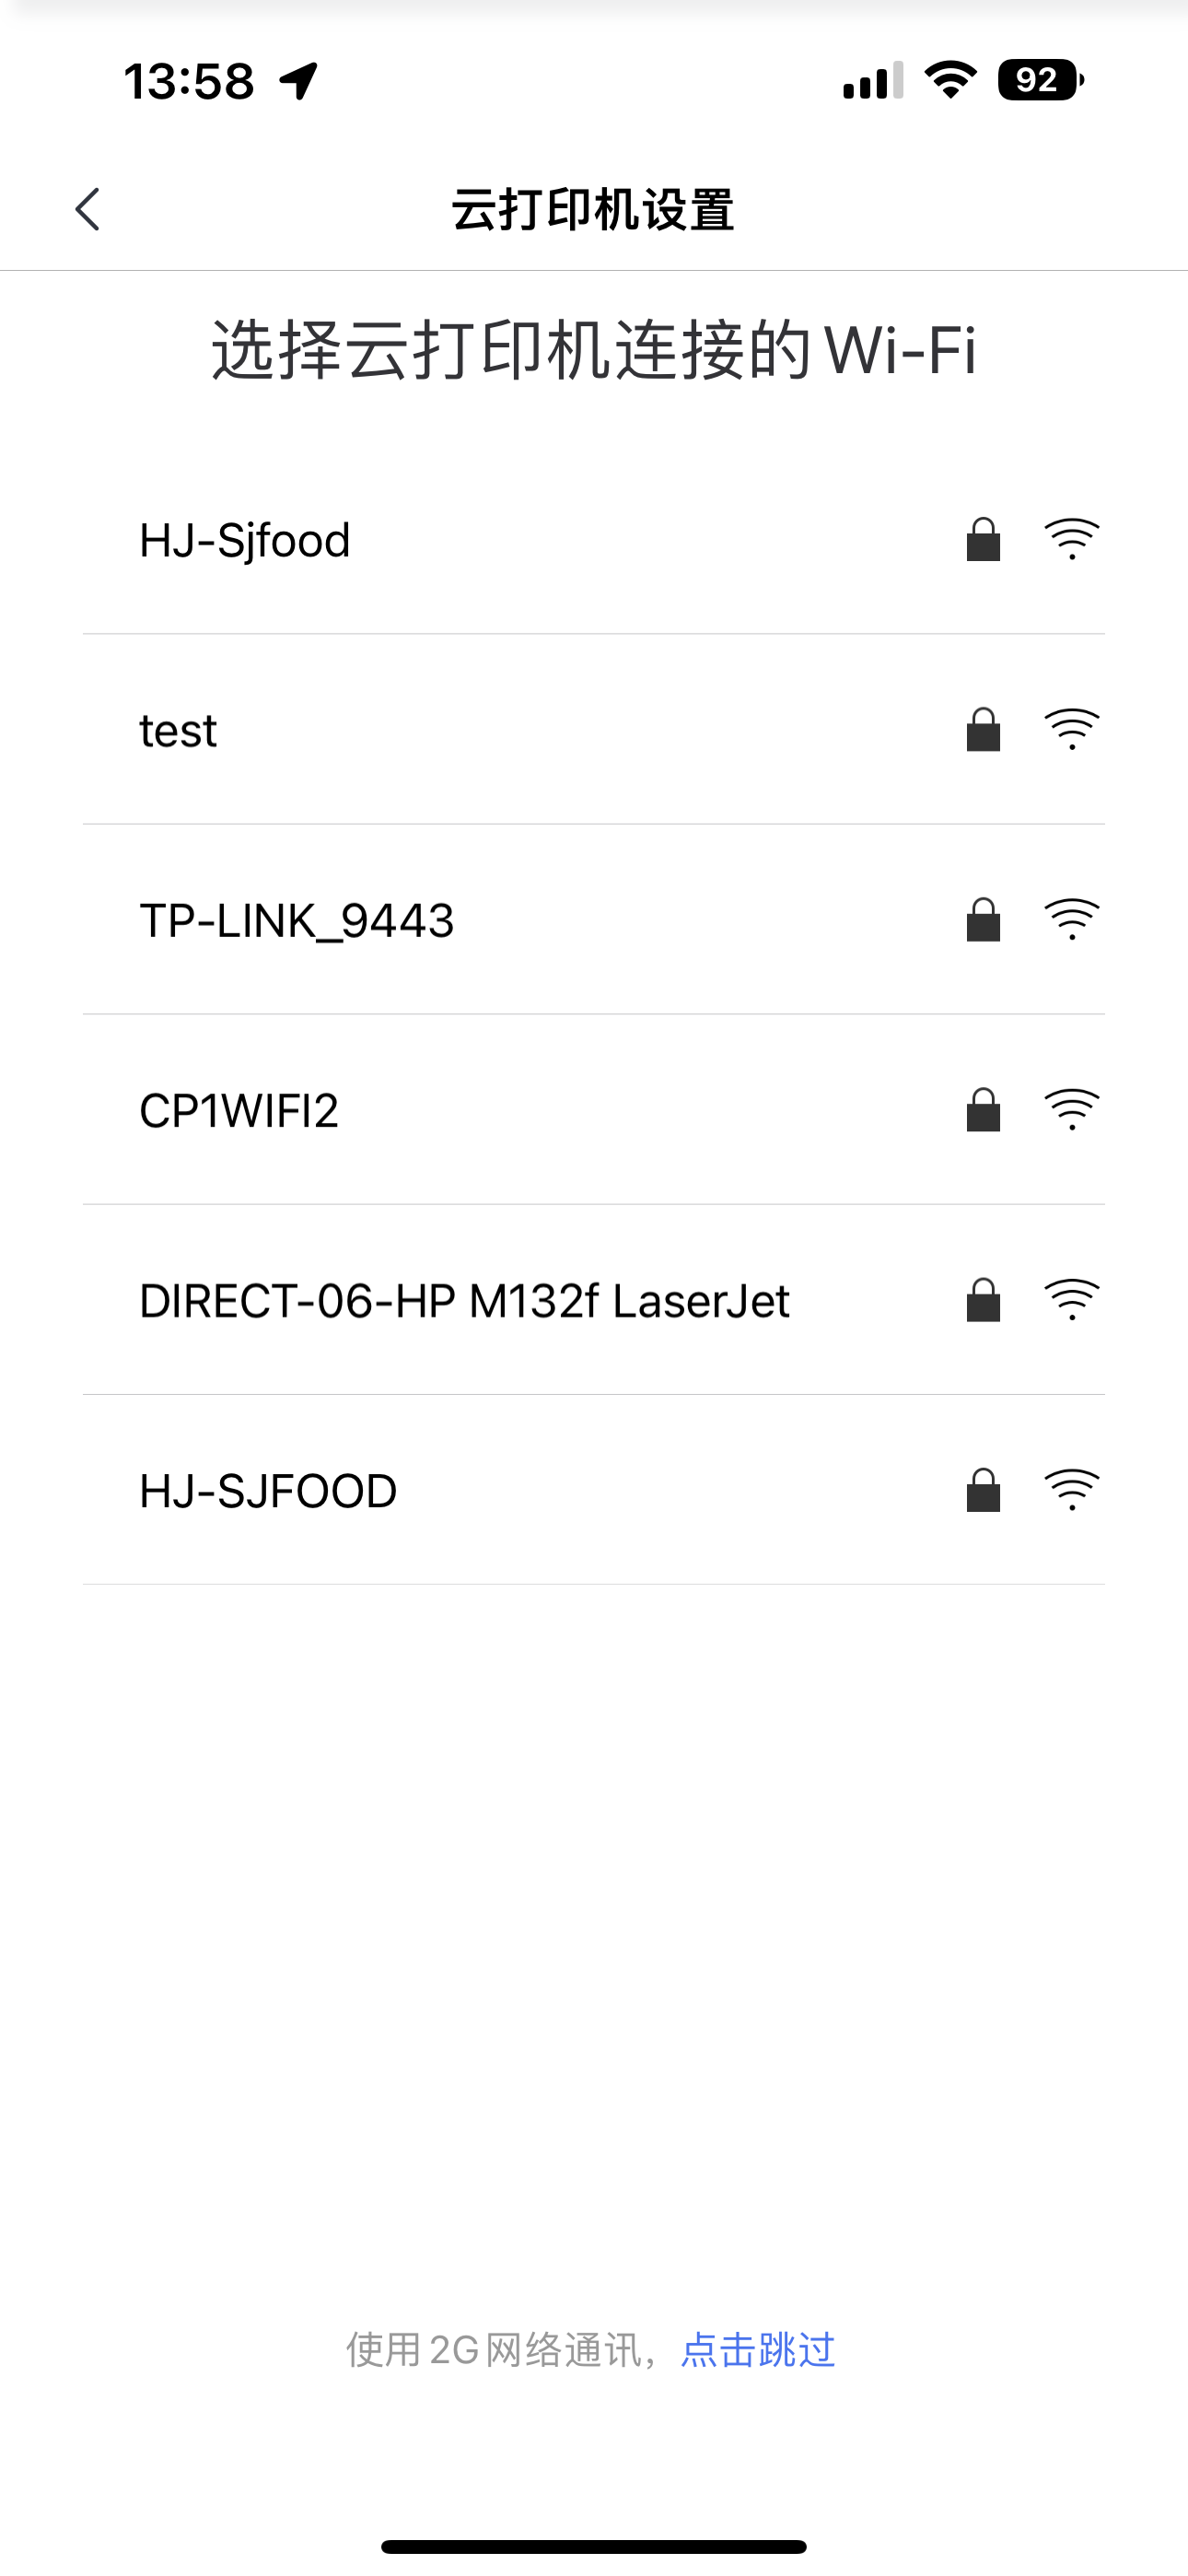 13:58
92
云打印机设置
选择云打印机连接的Wi-Fi
HJ-Sjfood
test
TP-LINK_9443
CP1WIFI2
DIRECT-06-HP M132f LaserJet
HJ-SJFOOD
使用2G网络通讯，点击跳过